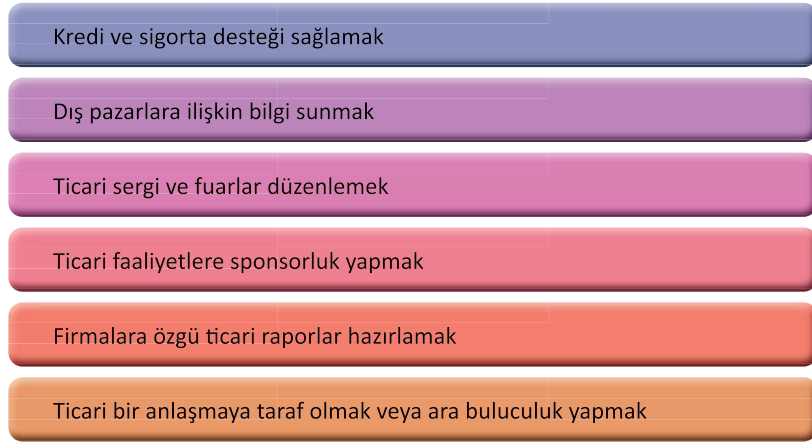 Kredi ve sigorta desteği sağlamak
Dış pazarlara ilişkin bilgi sunmak
Ticari sergi ve fuarlar düzenlemek
Ticari faaliyetlere sponsorluk yapmak
Firmalara özgü ticari raporlar hazırlamak
Ticari bir anlaşmaya taraf olmak veya ara buluculuk yapmak